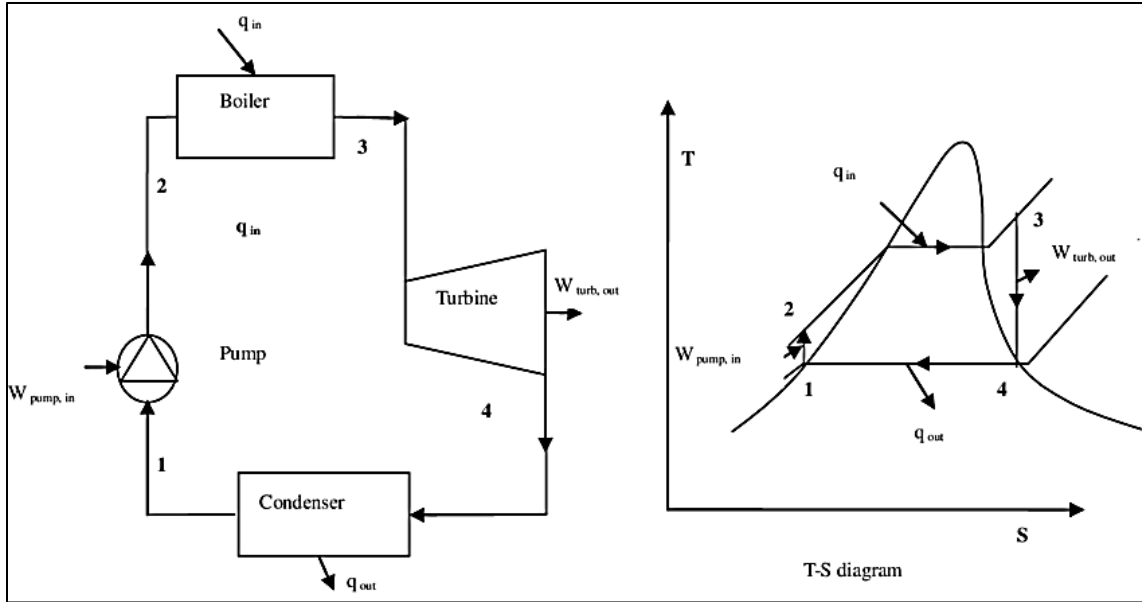 q in
Boiler
3
2
q in
Turbine
W turb, out
Pump
W pump, in
4
1
Condenser
q out
T
q in
3
W turb, out
2
W pump, in
1
4
q out
S
T-S diagram